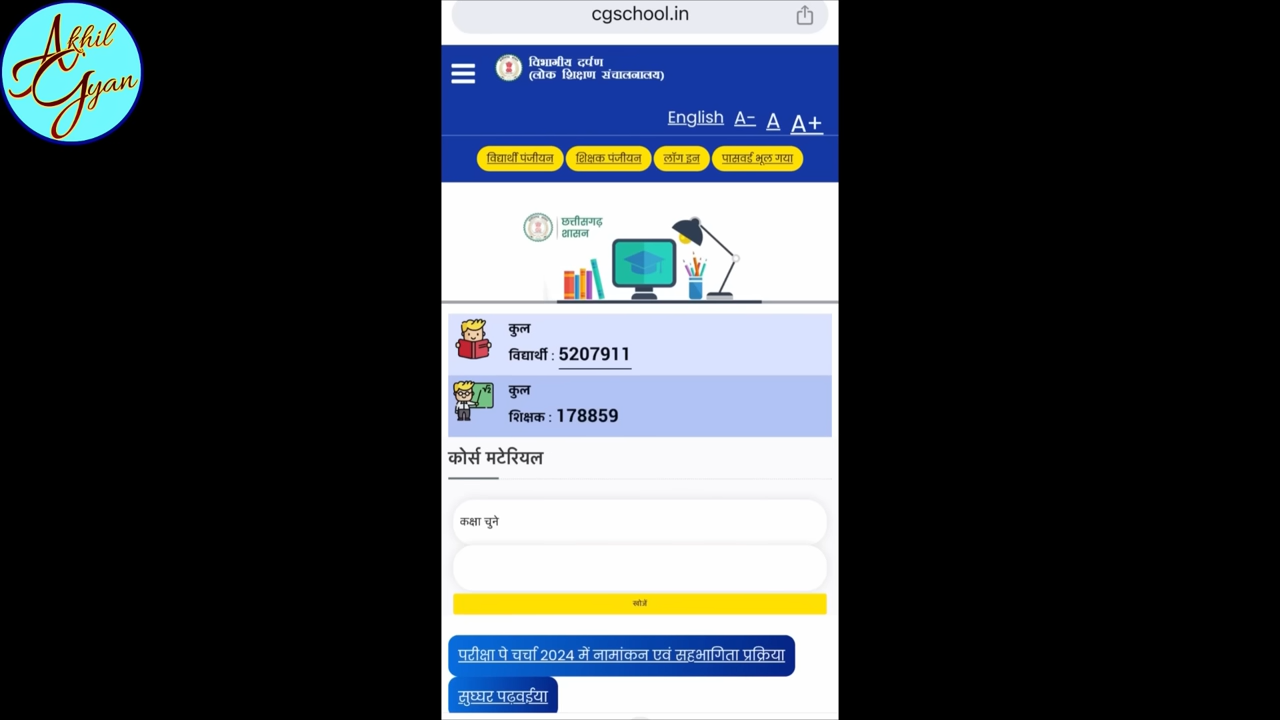 Akhil
Gyan
cgschool.in
विभागीय दर्पण
(लोक शिक्षण संचालनालय)
English A- A A+
विद्यार्थी पंजीयन शिक्षक पंजीयन लॉग इन पासवर्ड भूल गया
छत्तीसगढ़
शासन
कुल
विद्यार्थी : 5207911
√2
कुल
शिक्षक : 178859
कोर्स मटेरियल
कक्षा चुने
खोजें
परीक्षा पे चर्चा 2024 में नामांकन एवं सहभागिता प्रक्रिया
सुघ्घर पढ़वईया